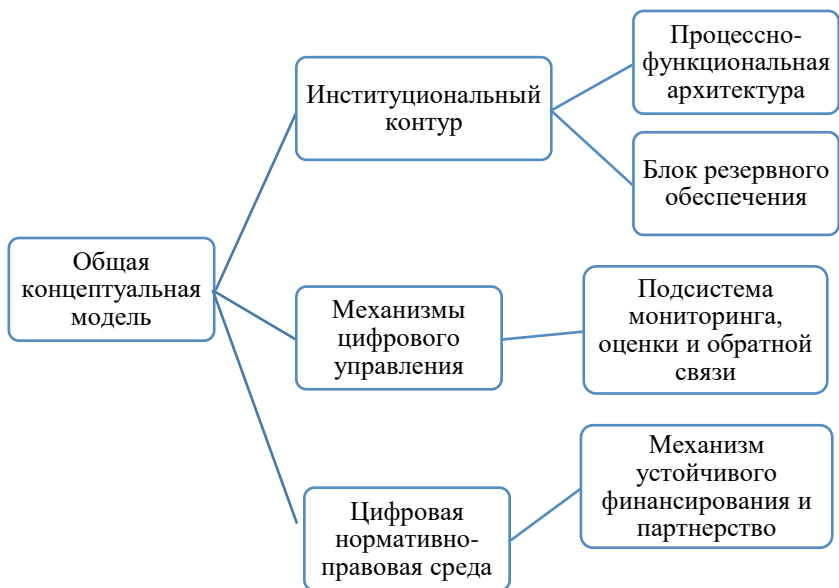 Общая
концептуальная
модель
Институциональный
контур
Процессно-
функциональная
архитектура
Блок резервного
обеспечения
Механизмы
цифрового
управления
Подсистема
мониторинга,
оценки и обратной
связи
Цифровая
нормативно-
правовая среда
Механизм
устойчивого
финансирования и
партнерство